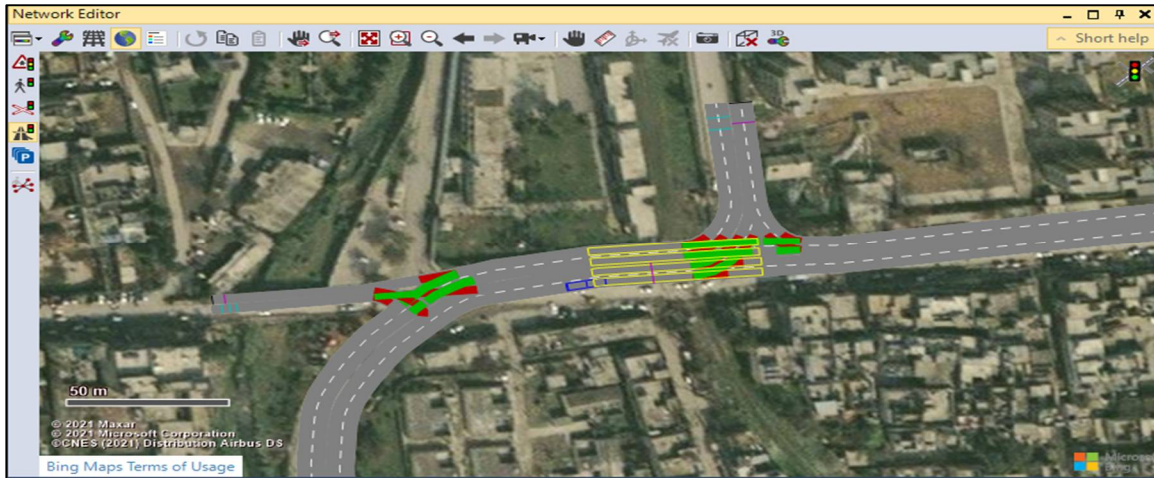 Network Editor
3D
Short help
P
50 m
© 2021 Maxar
© 2021 Microsoft Corporation
©CNES (2021) Distribution Airbus DS
Bing Maps Terms of Usage
Bing